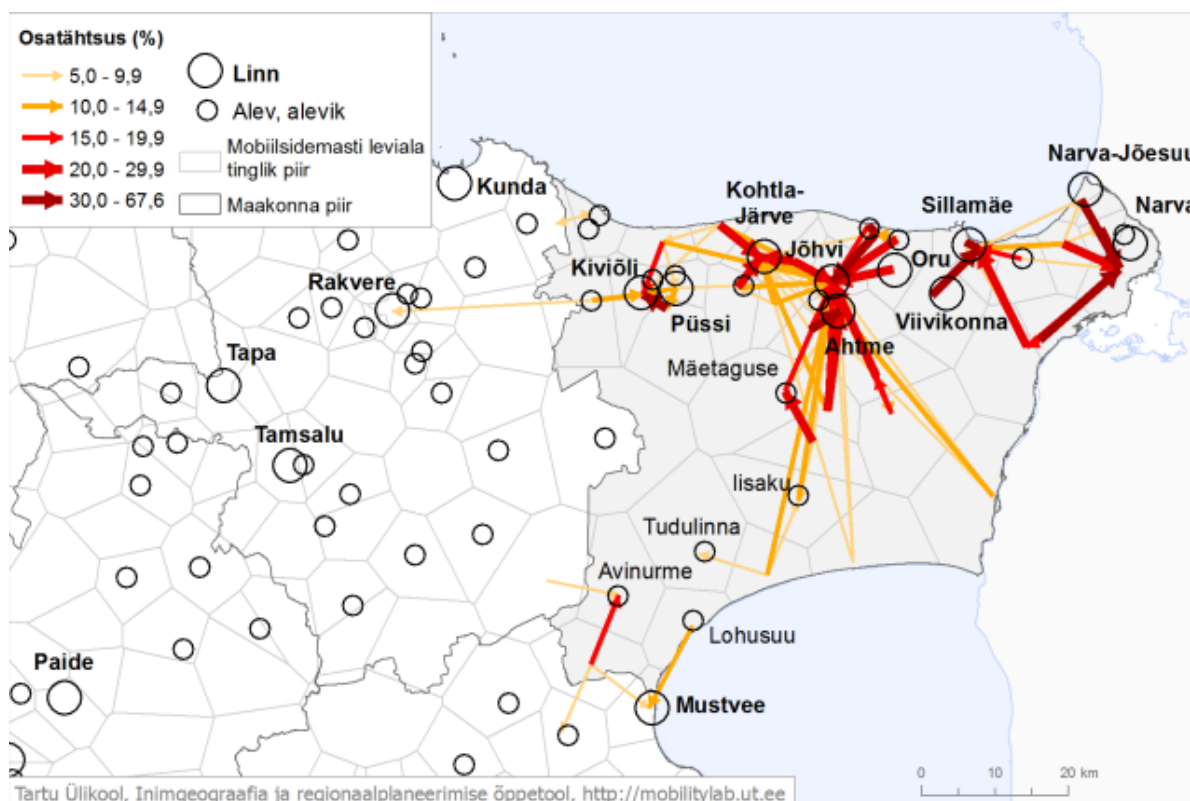 Osatähtsus (%)
5,0 - 9,9
10,0 - 14,9
15,0 - 19,9
20,0 - 29,9
30,0 - 67,6
Linn
Alev, alevik
Mobiilsidemasti leviala
tinglik piir
Maakonna piir
Kunda
Narva-Jõesuu
Narva
Kohtla-
Järve
Sillamäe
Jõhvi
Oru
Kiviõli
Rakvere
Püssi
Viivikonna
Ahtme
Tapa
Mäetaguse
Tamsalu
Iisaku
Tudulinna
Avinurme
Lohusuu
Paide
Mustvee
0 10 20 km
Tartu Ülikool, Inimgeograafia ja regionaalplaneerimise õppetool, http://mobilitylab.ut.ee